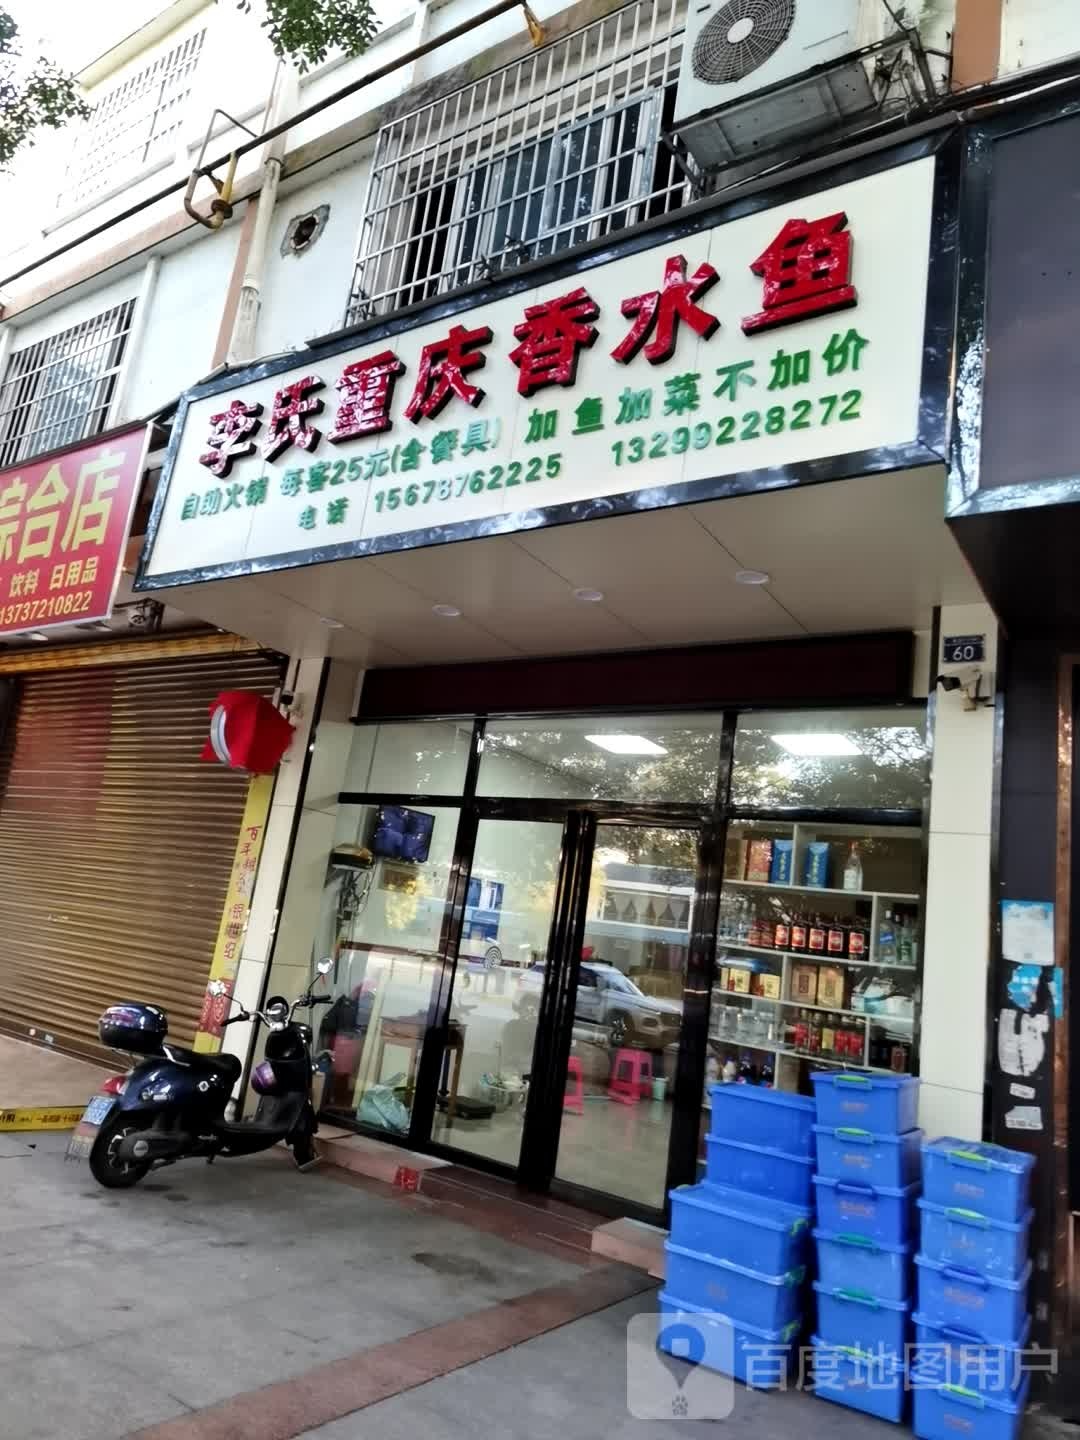 李氏重庆香水鱼
自助火锅 每客25元(含餐具) 加鱼加菜不加价
电话 15678762225 13299228272
综合店
饮料 日用品
13737210822
60
百度地图用户